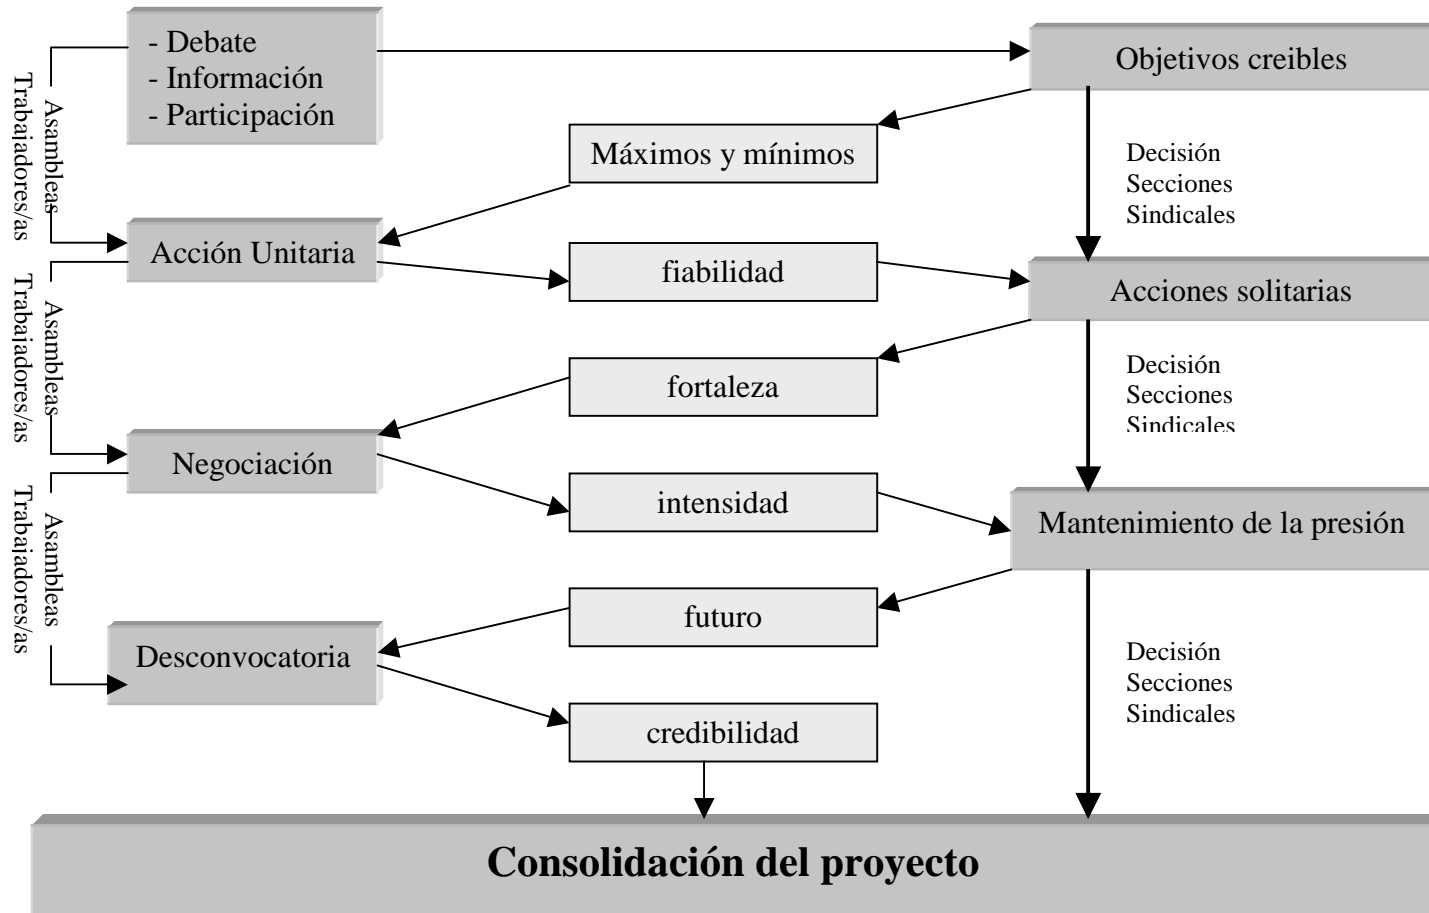 - Debate
- Información
- Participación
Objetivos creibles
Asambleas
Trabajadores/as
Máximos y mínimos
Decisión
Secciones
Sindicales
Acción Unitaria
fiabilidad
Acciones solitarias
Asambleas
Trabajadores/as
fortaleza
Decisión
Secciones
Sindicales
Negociación
intensidad
Mantenimiento de la presión
Asambleas
Trabajadores/as
futuro
Desconvocatoria
Decisión
Secciones
Sindicales
credibilidad
Consolidación del proyecto